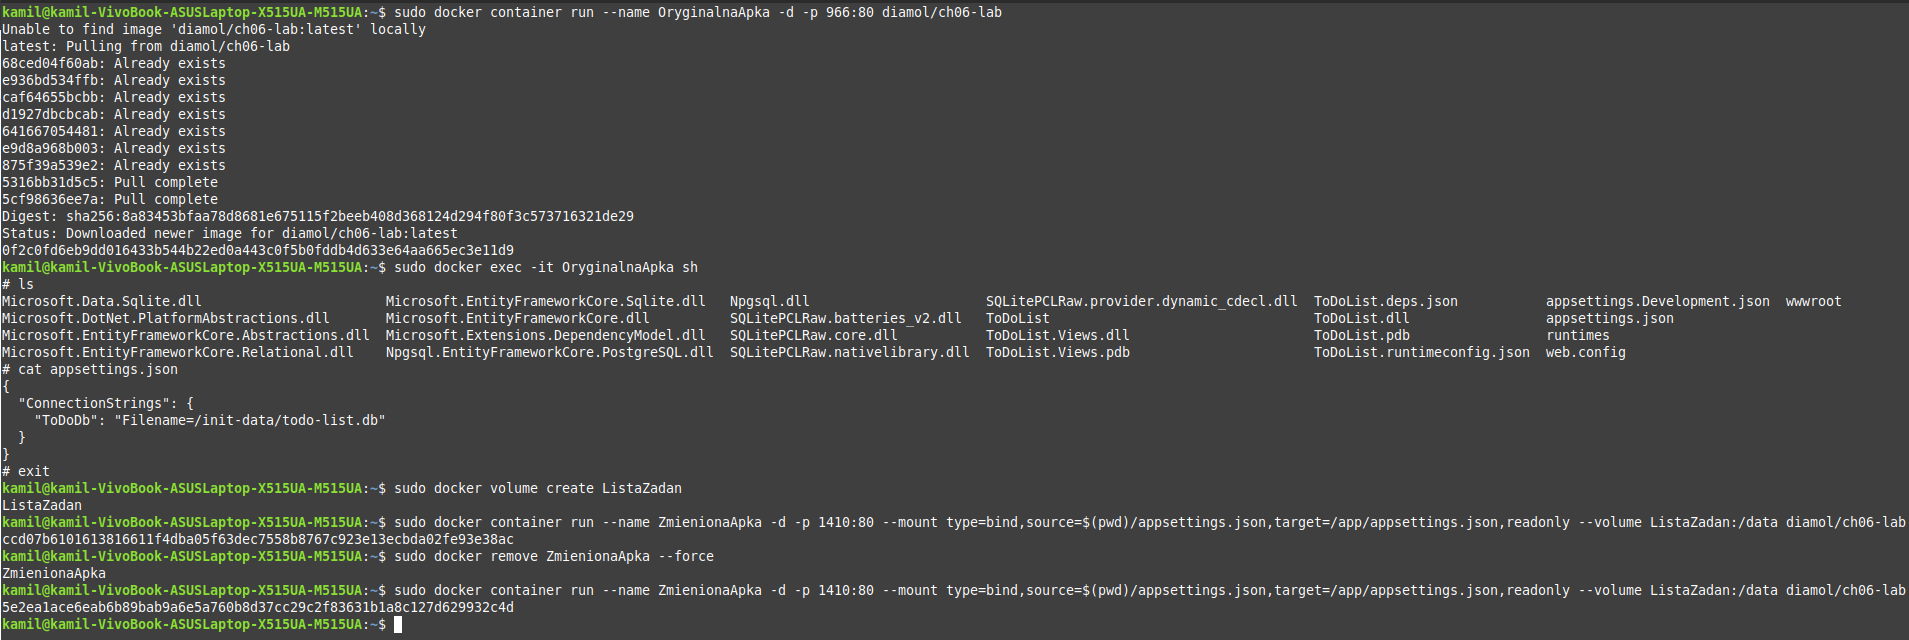 kamil@kamil-VivoBook-ASUSLaptop-X515UA-M515UA:~$ sudo docker container run --name OryginalnaApka -d -p 966:80 diamol/ch06-lab
Unable to find image 'diamol/ch06-lab:latest' locally
latest: Pulling from diamol/ch06-lab
68ced04f60ab: Already exists
e936bd534ffb: Already exists
caf64655bcbb: Already exists
d1927dbcbcab: Already exists
641667054481: Already exists
e9d8a968b003: Already exists
875f39a539e2: Already exists
5316bb31d5c5: Pull complete
5cf98636ee7a: Pull complete
Digest: sha256:8a83453bfaa78d8681e675115f2beeb408d368124d294f80f3c573716321de29
Status: Downloaded newer image for diamol/ch06-lab:latest
0f2c0fd6eb9dd016433b544b22ed0a443c0f5b0fddb4d633e64aa665ec3e11d9
kamil@kamil-VivoBook-ASUSLaptop-X515UA-M515UA:~$ sudo docker exec -it OryginalnaApka sh
# ls
Microsoft.Data.Sqlite.dll Microsoft.EntityFrameworkCore.Sqlite.dll Npgsql.dll SQLitePCLRaw.provider.dynamic_cdecl.dll ToDoList.deps.json appsettings.Development.json wwwroot
Microsoft.DotNet.PlatformAbstractions.dll Microsoft.EntityFrameworkCore.dll SQLitePCLRaw.batteries_v2.dll ToDoList ToDoList.dll appsettings.json
Microsoft.EntityFrameworkCore.Abstractions.dll Microsoft.Extensions.DependencyModel.dll SQLitePCLRaw.core.dll ToDoList.Views.dll ToDoList.pdb runtimes
Microsoft.EntityFrameworkCore.Relational.dll Npgsql.EntityFrameworkCore.PostgreSQL.dll SQLitePCLRaw.nativelibrary.dll ToDoList.Views.pdb ToDoList.runtimeconfig.json web.config
# cat appsettings.json
{
"ConnectionStrings": {
"ToDoDb": "Filename=/init-data/todo-list.db"
}
}
# exit
kamil@kamil-VivoBook-ASUSLaptop-X515UA-M515UA:~$ sudo docker volume create ListaZadan
ListaZadan
kamil@kamil-VivoBook-ASUSLaptop-X515UA-M515UA:~$ sudo docker container run --name ZmienionaApka -d -p 1410:80 --mount type=bind,source=$(pwd)/appsettings.json,target=/app/appsettings.json,readonly --volume ListaZadan:/data diamol/ch06-lab
ccd07b6101613816611f4dba05f63dec7558b8767c923e13ecbda02fe93e38ac
kamil@kamil-VivoBook-ASUSLaptop-X515UA-M515UA:~$ sudo docker remove ZmienionaApka --force
ZmienionaApka
kamil@kamil-VivoBook-ASUSLaptop-X515UA-M515UA:~$ sudo docker container run --name ZmienionaApka -d -p 1410:80 --mount type=bind,source=$(pwd)/appsettings.json,target=/app/appsettings.json,readonly --volume ListaZadan:/data diamol/ch06-lab
5e2ea1ace6eab6b89bab9a6e5a760b8d37cc29c2f83631b1a8c127d629932c4d
kamil@kamil-VivoBook-ASUSLaptop-X515UA-M515UA:~$